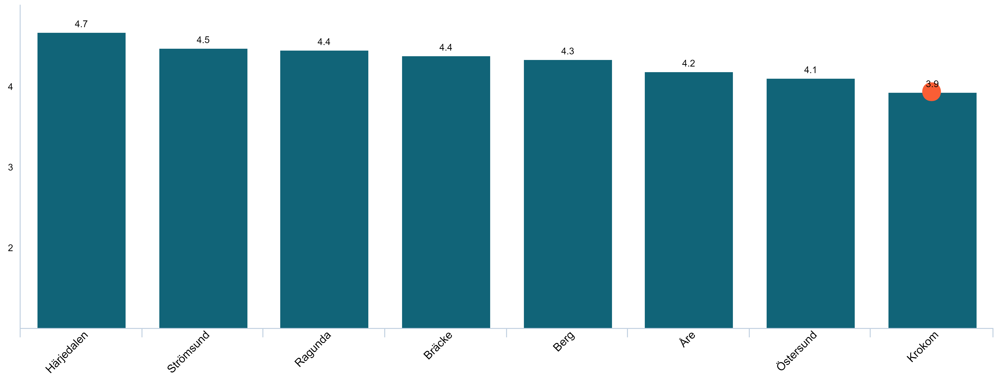 4.7
4.5
4.4
4.4
4.3
4.2
4.1
3.9
4
3
2
Härjedalen
Strömsund
Ragunda
Bräcke
Berg
Åre
Östersund
Krokom